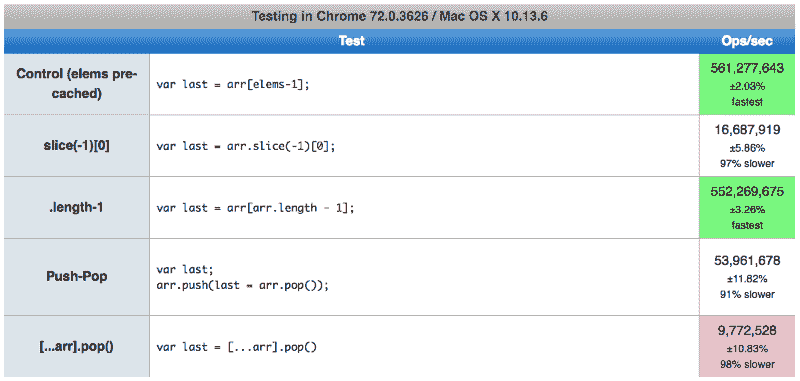 Testing in Chrome 72.0.3626 / Mac OS X 10.13.6
Test Ops/sec
Control (elems pre-
cached)
var last = arr[elems-1];
561,277,643
±2.03%
fastest
slice(-1)[0]
var last = arr.slice(-1)[0];
16,687,919
±5.86%
97% slower
.length-1
var last = arr[arr.length - 1];
552,269,675
±3.26%
fastest
Push-Pop
var last;
arr.push(last = arr.pop());
53,961,678
±11.82%
91% slower
[...arr].pop()
var last = [...arr].pop()
9,772,528
±10.83%
98% slower